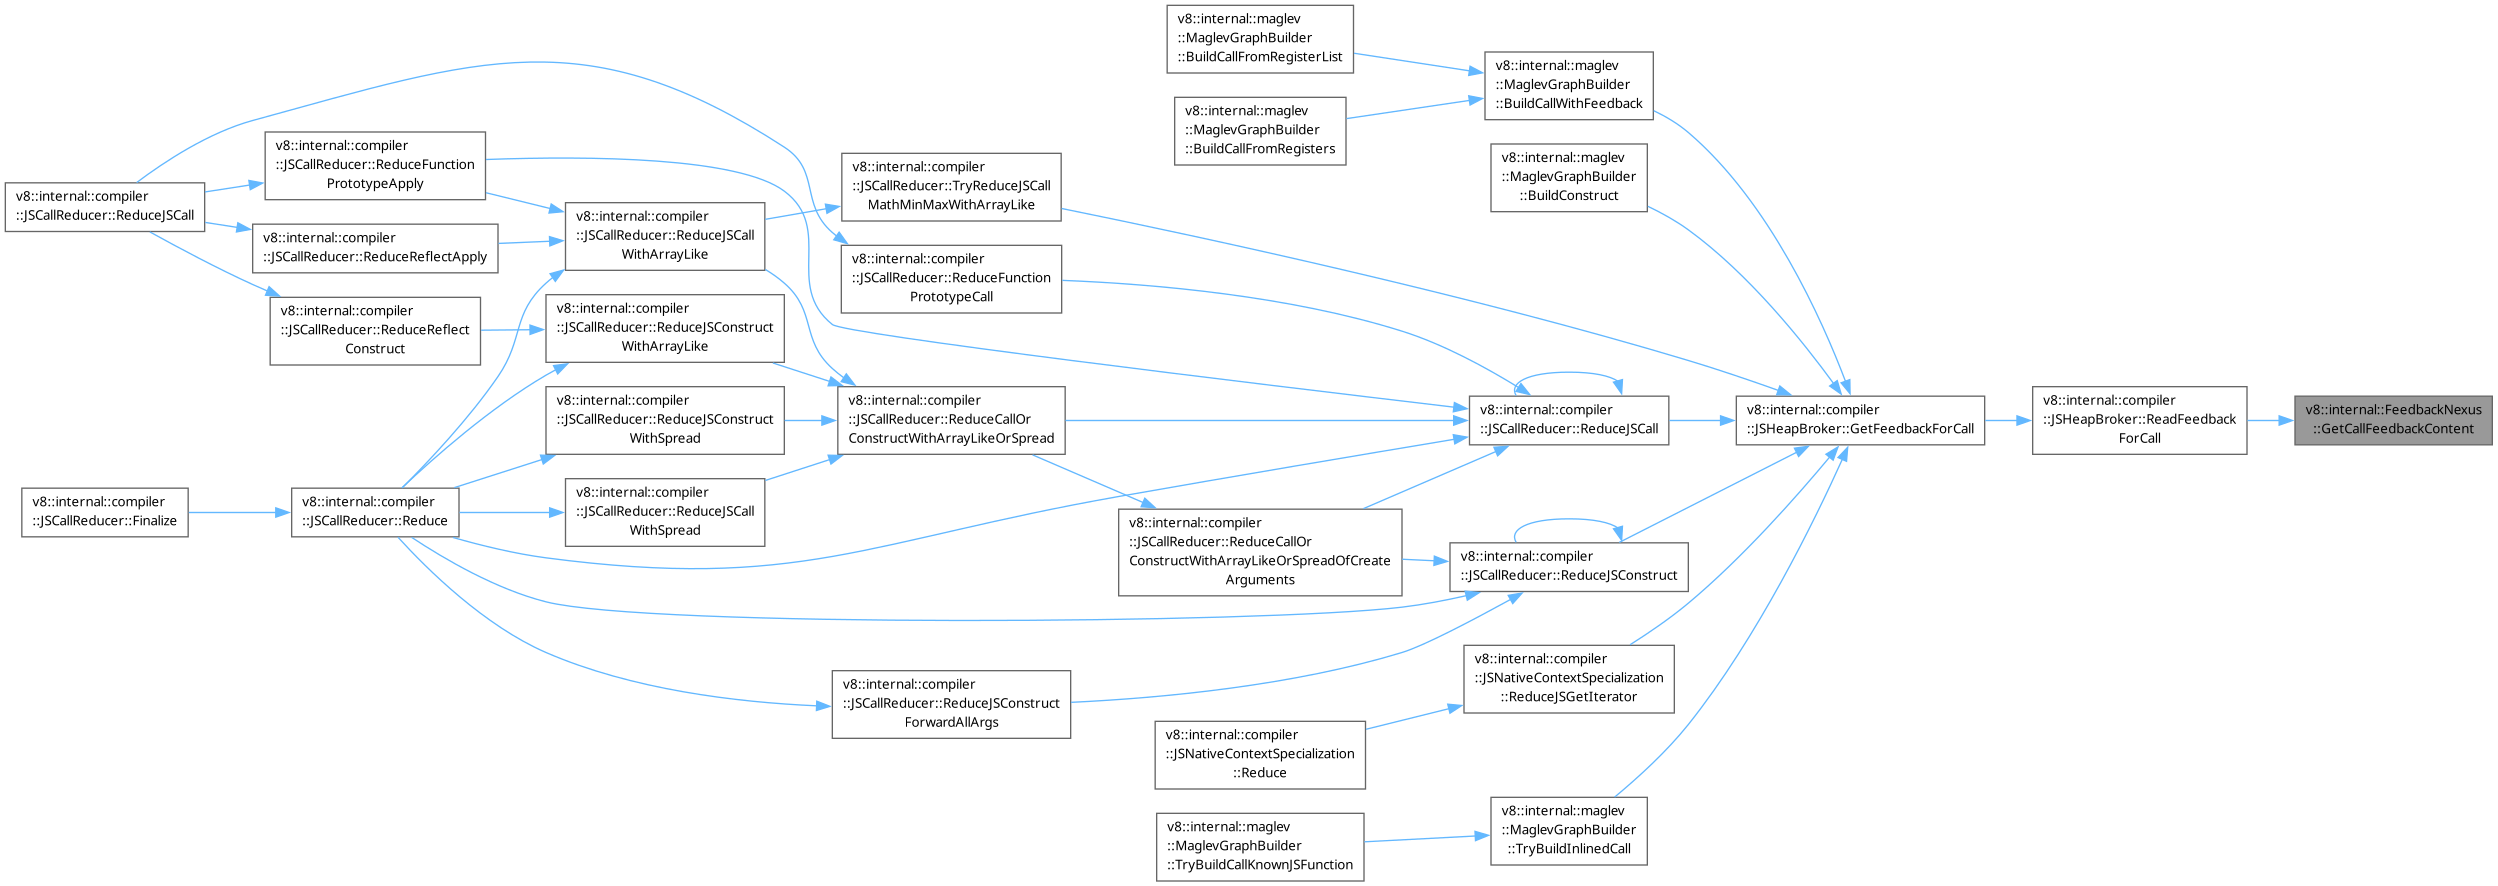 v8::internal::maglev
::MaglevGraphBuilder
::BuildCallFromRegisterList
v8::internal::maglev
::MaglevGraphBuilder
::BuildCallWithFeedback
v8::internal::maglev
::MaglevGraphBuilder
::BuildCallFromRegisters
v8::internal::compiler
::JSCallReducer::ReduceFunction
PrototypeApply
v8::internal::maglev
::MaglevGraphBuilder
::BuildConstruct
v8::internal::compiler
::JSCallReducer::TryReduceJSCall
MathMinMaxWithArrayLike
v8::internal::compiler
::JSCallReducer::ReduceJSCall
v8::internal::compiler
::JSCallReducer::ReduceJSCall
WithArrayLike
v8::internal::compiler
::JSCallReducer::ReduceReflectApply
v8::internal::compiler
::JSCallReducer::ReduceFunction
PrototypeCall
v8::internal::compiler
::JSCallReducer::ReduceReflect
Construct
v8::internal::compiler
::JSCallReducer::ReduceJSConstruct
WithArrayLike
v8::internal::compiler
::JSCallReducer::ReduceJSConstruct
WithSpread
v8::internal::compiler
::JSCallReducer::ReduceCallOr
ConstructWithArrayLikeOrSpread
v8::internal::compiler
::JSCallReducer::ReduceJSCall
v8::internal::compiler
::JSHeapBroker::GetFeedbackForCall
v8::internal::compiler
::JSHeapBroker::ReadFeedback
ForCall
v8::internal::FeedbackNexus
::GetCallFeedbackContent
v8::internal::compiler
::JSCallReducer::Finalize
v8::internal::compiler
::JSCallReducer::Reduce
v8::internal::compiler
::JSCallReducer::ReduceJSCall
WithSpread
v8::internal::compiler
::JSCallReducer::ReduceCallOr
ConstructWithArrayLikeOrSpreadOfCreate
Arguments
v8::internal::compiler
::JSCallReducer::ReduceJSConstruct
v8::internal::compiler
::JSCallReducer::ReduceJSConstruct
ForwardAllArgs
v8::internal::compiler
::JSNativeContextSpecialization
::ReduceJSGetIterator
v8::internal::compiler
::JSNativeContextSpecialization
::Reduce
v8::internal::maglev
::MaglevGraphBuilder
::TryBuildCallKnownJSFunction
v8::internal::maglev
::MaglevGraphBuilder
::TryBuildInlinedCall